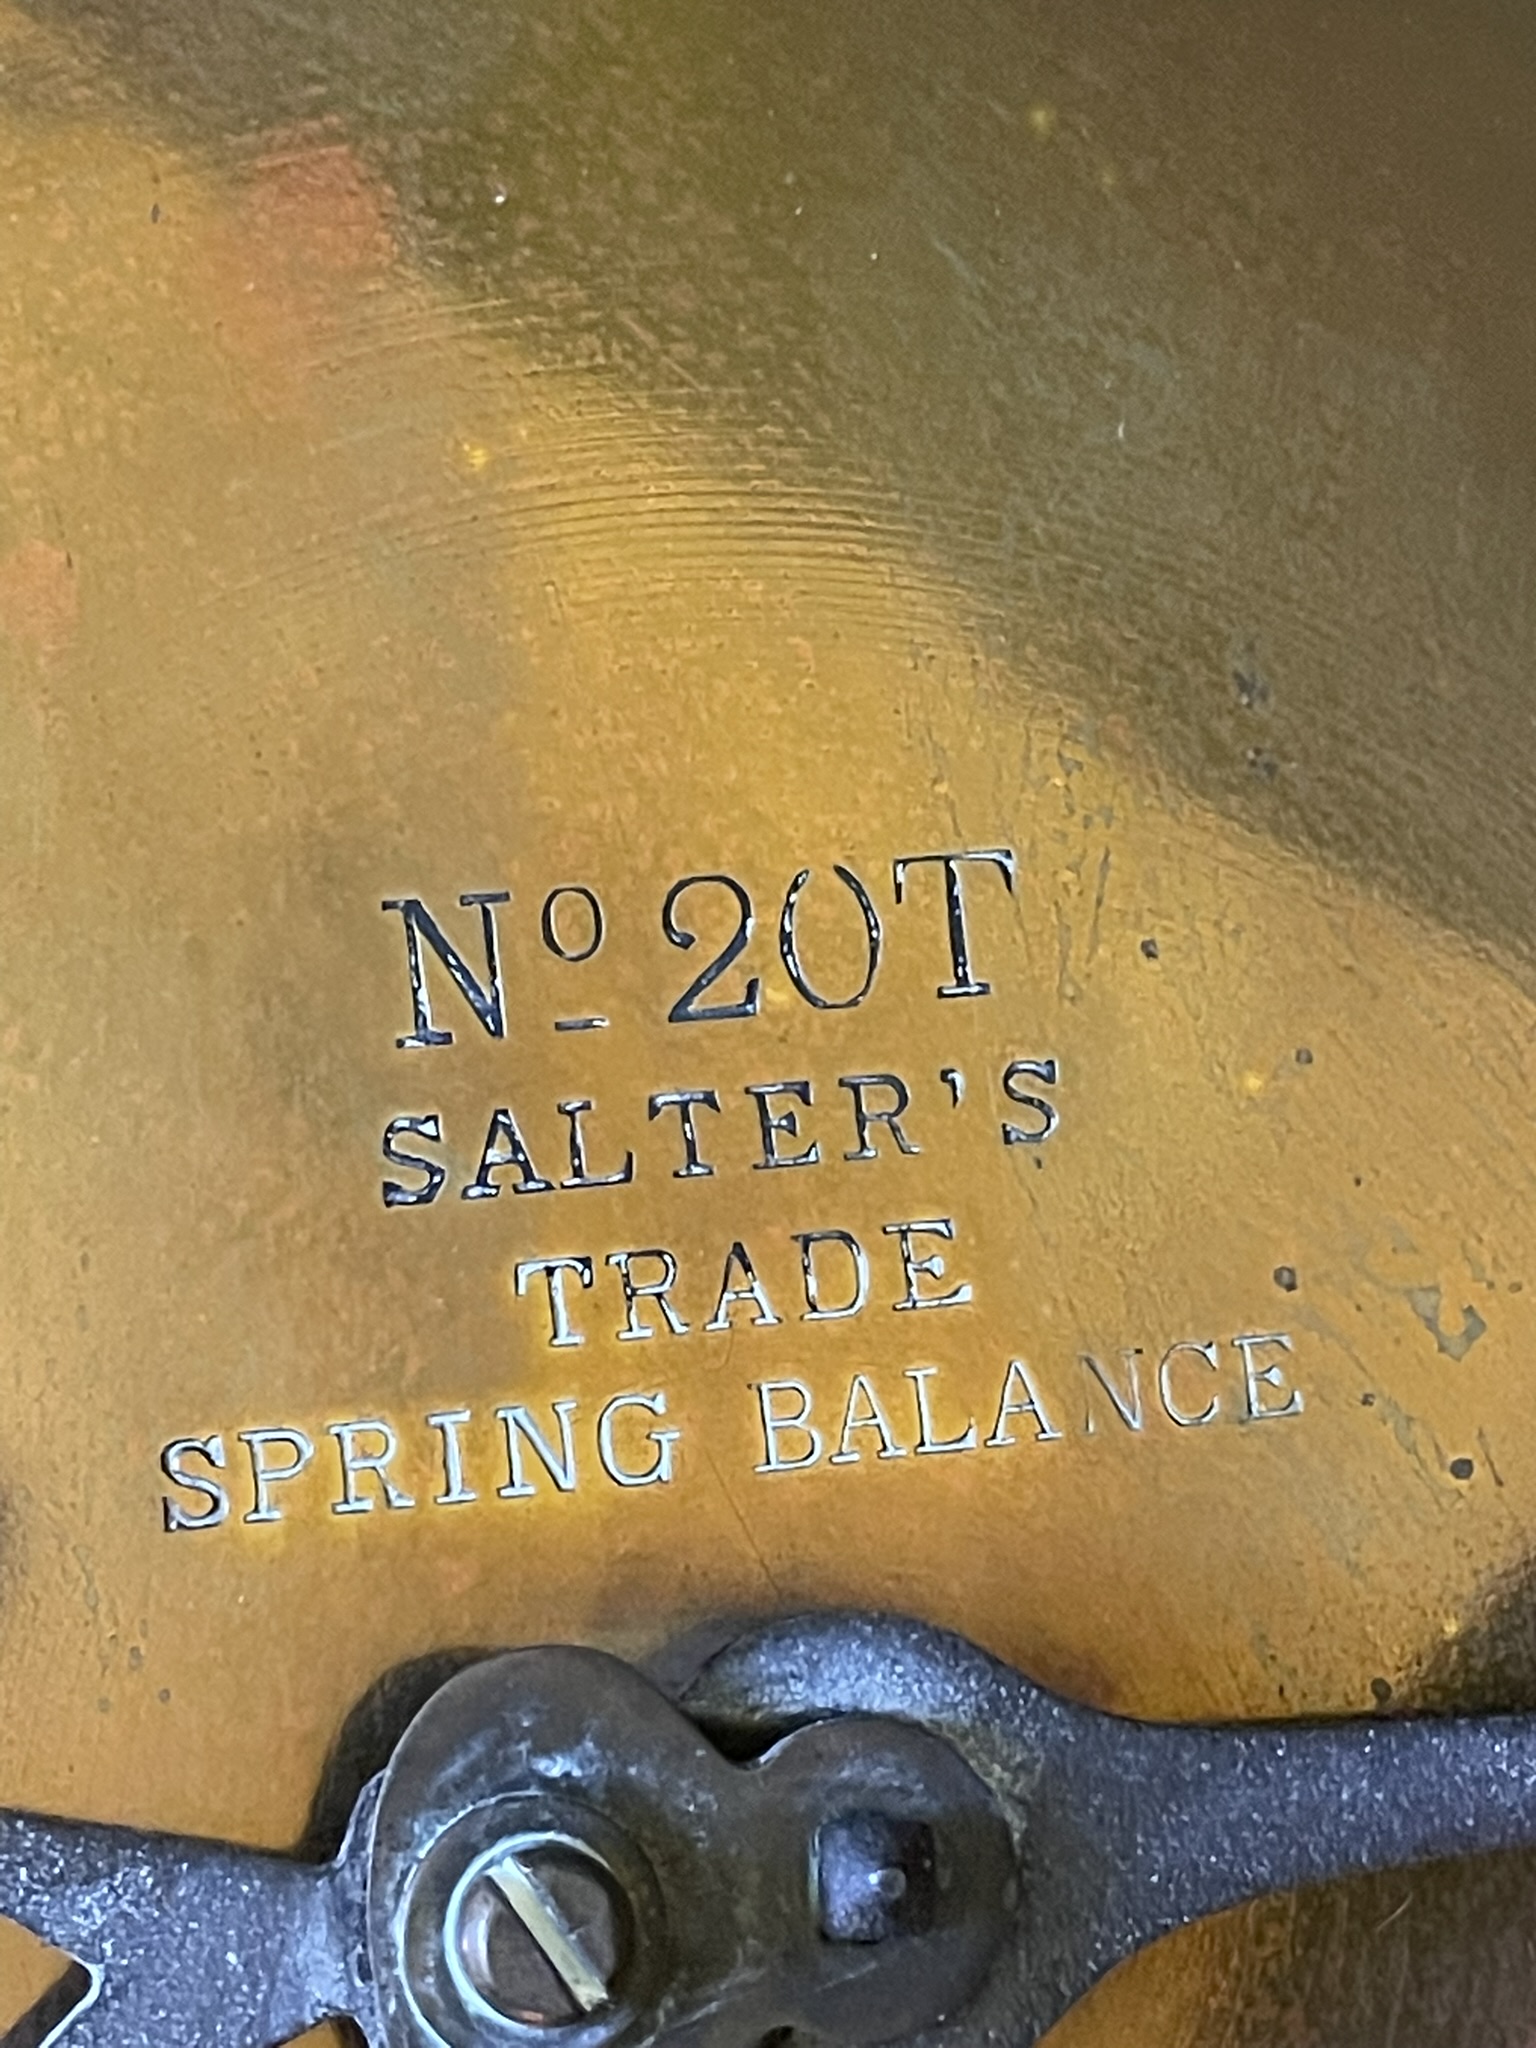 Nº 20T
SALTER'S
TRADE
SPRING BALANCE